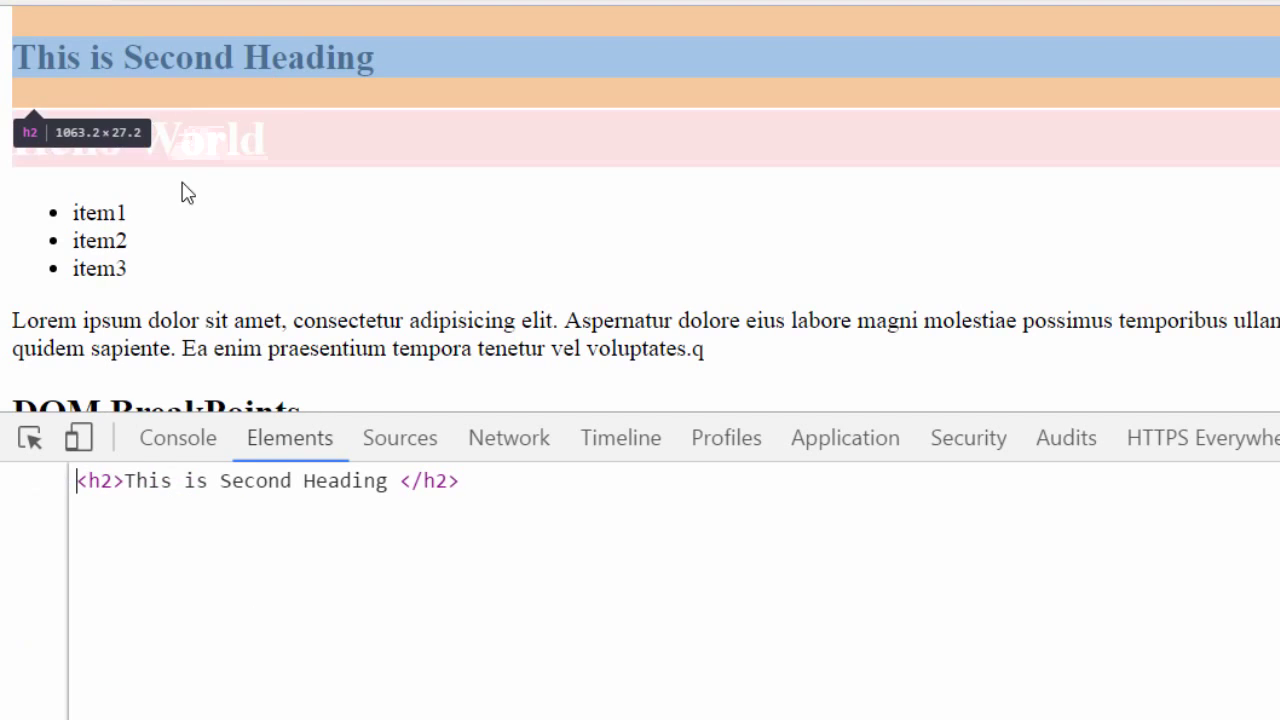 This is Second Heading
h2 1063.2 × 27.2
Hello World
item1
item2
item3
Lorem ipsum dolor sit amet, consectetur adipisicing elit. Aspernatur dolore eius labore magni molestiae possimus temporibus ullan
quidem sapiente. Ea enim praesentium tempora tenetur vel voluptates.q
DOM BreakPoints
Console Elements Sources Network Timeline Profiles Application Security Audits HTTPS Everywhe
<h2>This is Second Heading </h2>